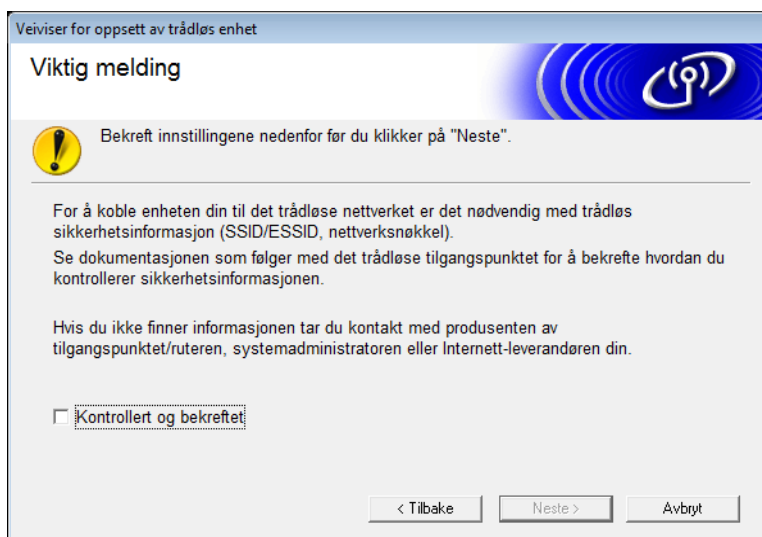 Veiviser for oppsett av trådløs enhet
Viktig melding
Bekreft innstillingene nedenfor før du klikker på "Neste".
For å koble enheten din til det trådløse nettverket er det nødvendig med trådløs
sikkerhetsinformasjon (SSID/ESSID, nettverksnøkkel).
Se dokumentasjonen som følger med det trådløse tilgangspunktet for å bekrefte hvordan du
kontrollerer sikkerhetsinformasjonen.
Hvis du ikke finner informasjonen tar du kontakt med produsenten av
tilgangspunktet/ruteren, systemadministratoren eller Internett-leverandøren din.
Kontrollert og bekreftet
< Tilbake
Neste >
Avbryt